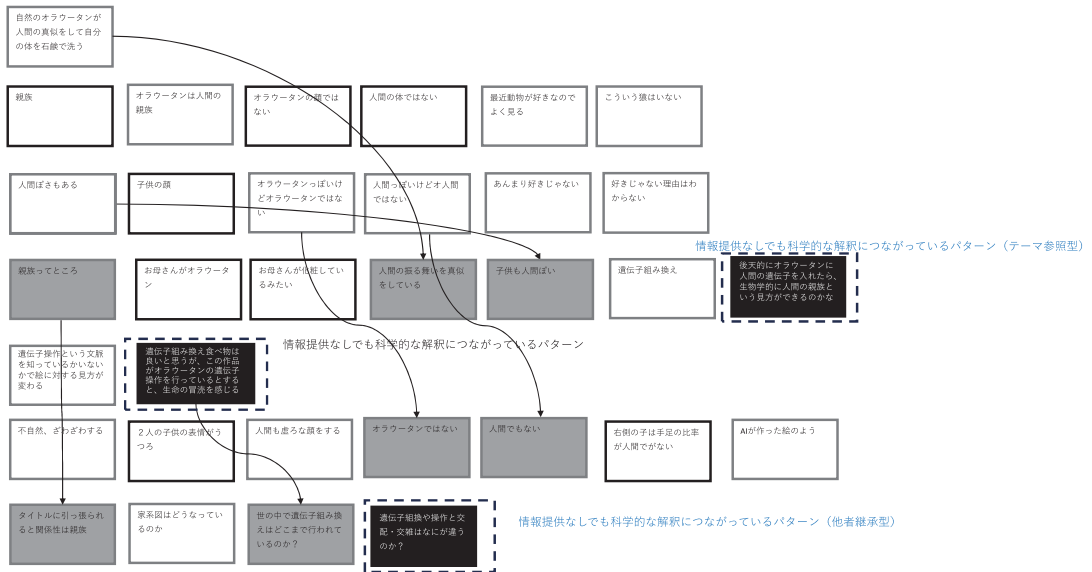 自然のオラウータンが
人間の真似をして自分
の体を石鹸で洗う
親族
オラウータンは人間の
親族
オラウータンの顔では
ない
人間の体ではない
最近動物が好きなので
よく見る
こういう猿はいない
人間ぽさもある
子供の顔
オラウータンっぽいけ
どオラウータンではな
い
人間っぽいけどオ人間
ではない
あんまり好きじゃない
好きじゃない理由はわ
からない
情報提供なしでも科学的な解釈につながっているパターン（テーマ参照型）
親族ってところ
お母さんがオラウータ
ン
お母さんが化粧してい
るみたい
人間の振る舞いを真似
をしている
子供も人間ぽい
遺伝子組み換え
後天的にオラウータンに
人間の遺伝子を入れたら、
生物学的に人間の親族と
いう見方ができるのかな
遺伝子操作という文脈
を知っているかいない
かで絵に対する見方が
変わる
遺伝子組み換え食べ物は
良いと思うが、この作品
がオラウータンの遺伝子
操作を行っているとする
と、生命の冒涜を感じる
情報提供なしでも科学的な解釈につながっているパターン
不自然、ざわざわする
２人の子供の表情がう
つろ
人間も虚ろな顔をする
オラウータンではない
人間でもない
右側の子は手足の比率
が人間でがない
AIが作った絵のよう
タイトルに引っ張られ
ると関係性は親族
家系図はどうなってい
るのか
世の中で遺伝子組み換
えはどこまで行われて
いるのか？
遺伝子組換や操作と交
配・交雑はなにが違う
のか？
情報提供なしでも科学的な解釈につながっているパターン（他者継承型）